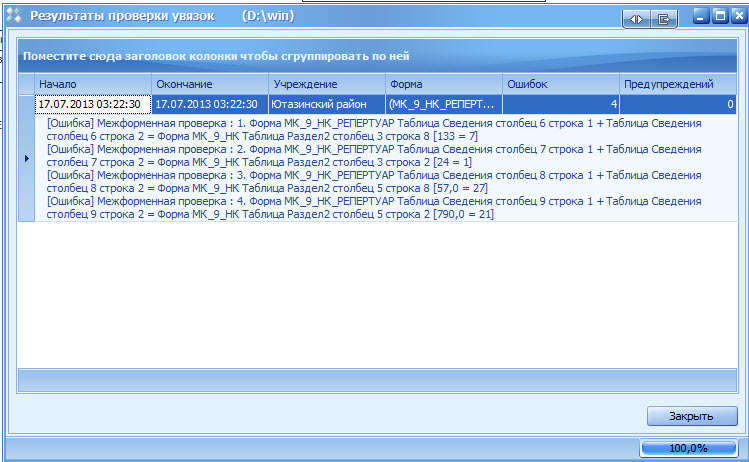 Результаты проверки увязок (D:\win)
Поместите сюда заголовок колонки чтобы сгруппировать по ней
Начало Окончание Учреждение Форма Ошибок Предупреждений
17.07.2013 03:22:30 17.07.2013 03:22:30 Ютазинский район (МК_9_НК_РЕПЕРТ... 4 0
[Ошибка] Межформенная проверка : 1. Форма МК_9_НК_РЕПЕРТУАР Таблица Сведения столбец 6 строка 1 + Таблица Сведения
столбец 6 строка 2 = Форма МК_9_НК Таблица Раздел2 столбец 3 строка 8 [133 = 7]
[Ошибка] Межформенная проверка : 2. Форма МК_9_НК_РЕПЕРТУАР Таблица Сведения столбец 7 строка 1 + Таблица Сведения
столбец 7 строка 2 = Форма МК_9_НК Таблица Раздел2 столбец 3 строка 2 [24 = 1]
[Ошибка] Межформенная проверка : 3. Форма МК_9_НК_РЕПЕРТУАР Таблица Сведения столбец 8 строка 1 + Таблица Сведения
столбец 8 строка 2 = Форма МК_9_НК Таблица Раздел2 столбец 5 строка 8 [57,0 = 27]
[Ошибка] Межформенная проверка : 4. Форма МК_9_НК_РЕПЕРТУАР Таблица Сведения столбец 9 строка 1 + Таблица Сведения
столбец 9 строка 2 = Форма МК_9_НК Таблица Раздел2 столбец 5 строка 2 [790,0 = 21]
Закрыть
100,0%